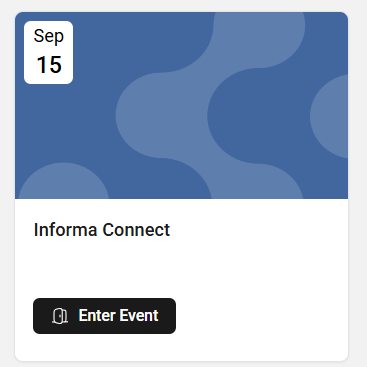 Sep
15
Informa Connect
Enter Event